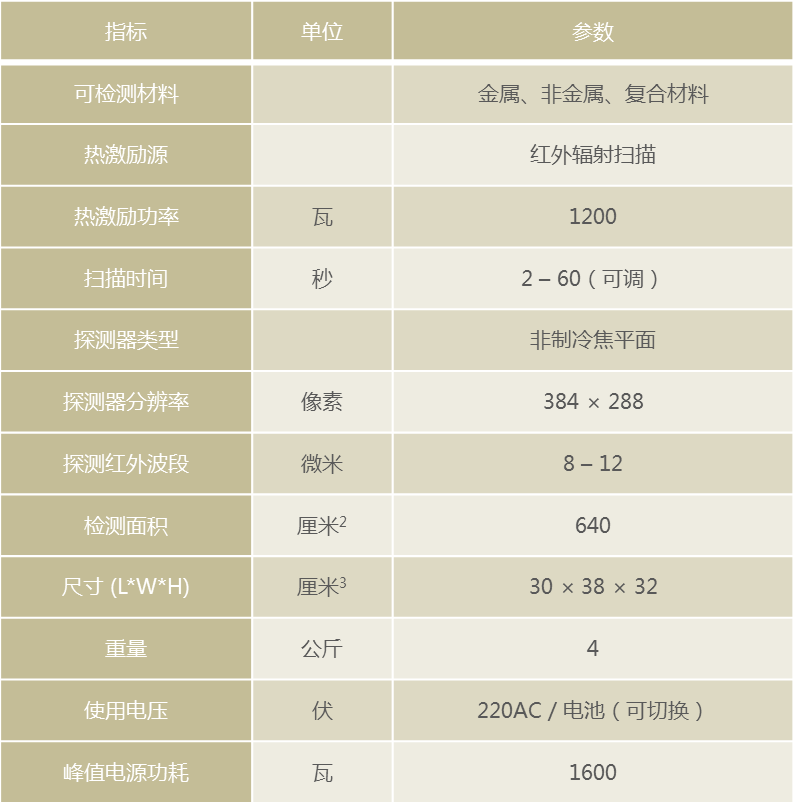 指标 单位 参数
可检测材料 金属、非金属、复合材料
热激励源 红外辐射扫描
热激励功率 瓦 1200
扫描时间 秒 2 – 60 ( 可调 )
探测器类型 非制冷焦平面
探测器分辨率 像素 384 × 288
探测红外波段 微米 8 – 12
检测面积 厘米² 640
尺寸 (L*W*H) 厘米³ 30 × 38 × 32
重量 公斤 4
使用电压 伏 220AC / 电池 ( 可切换 )
峰值电源功耗 瓦 1600